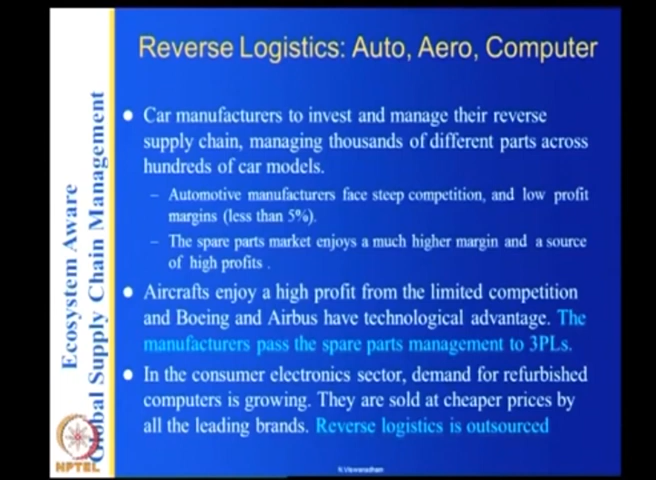 Reverse Logistics: Auto, Aero, Computer
Car manufacturers to invest and manage their reverse
supply chain, managing thousands of different parts across
hundreds of car models.
– Automotive manufacturers face steep competition, and low profit
margins (less than 5%).
– The spare parts market enjoys a much higher margin and a source
of high profits .
Aircrafts enjoy a high profit from the limited competition
and Boeing and Airbus have technological advantage. The
manufacturers pass the spare parts management to 3PLs.
In the consumer electronics sector, demand for refurbished
computers is growing. They are sold at cheaper prices by
all the leading brands. Reverse logistics is outsourced
Ecosystem Aware
Global Supply Chain Management
NPTEL
N.Viswanadham